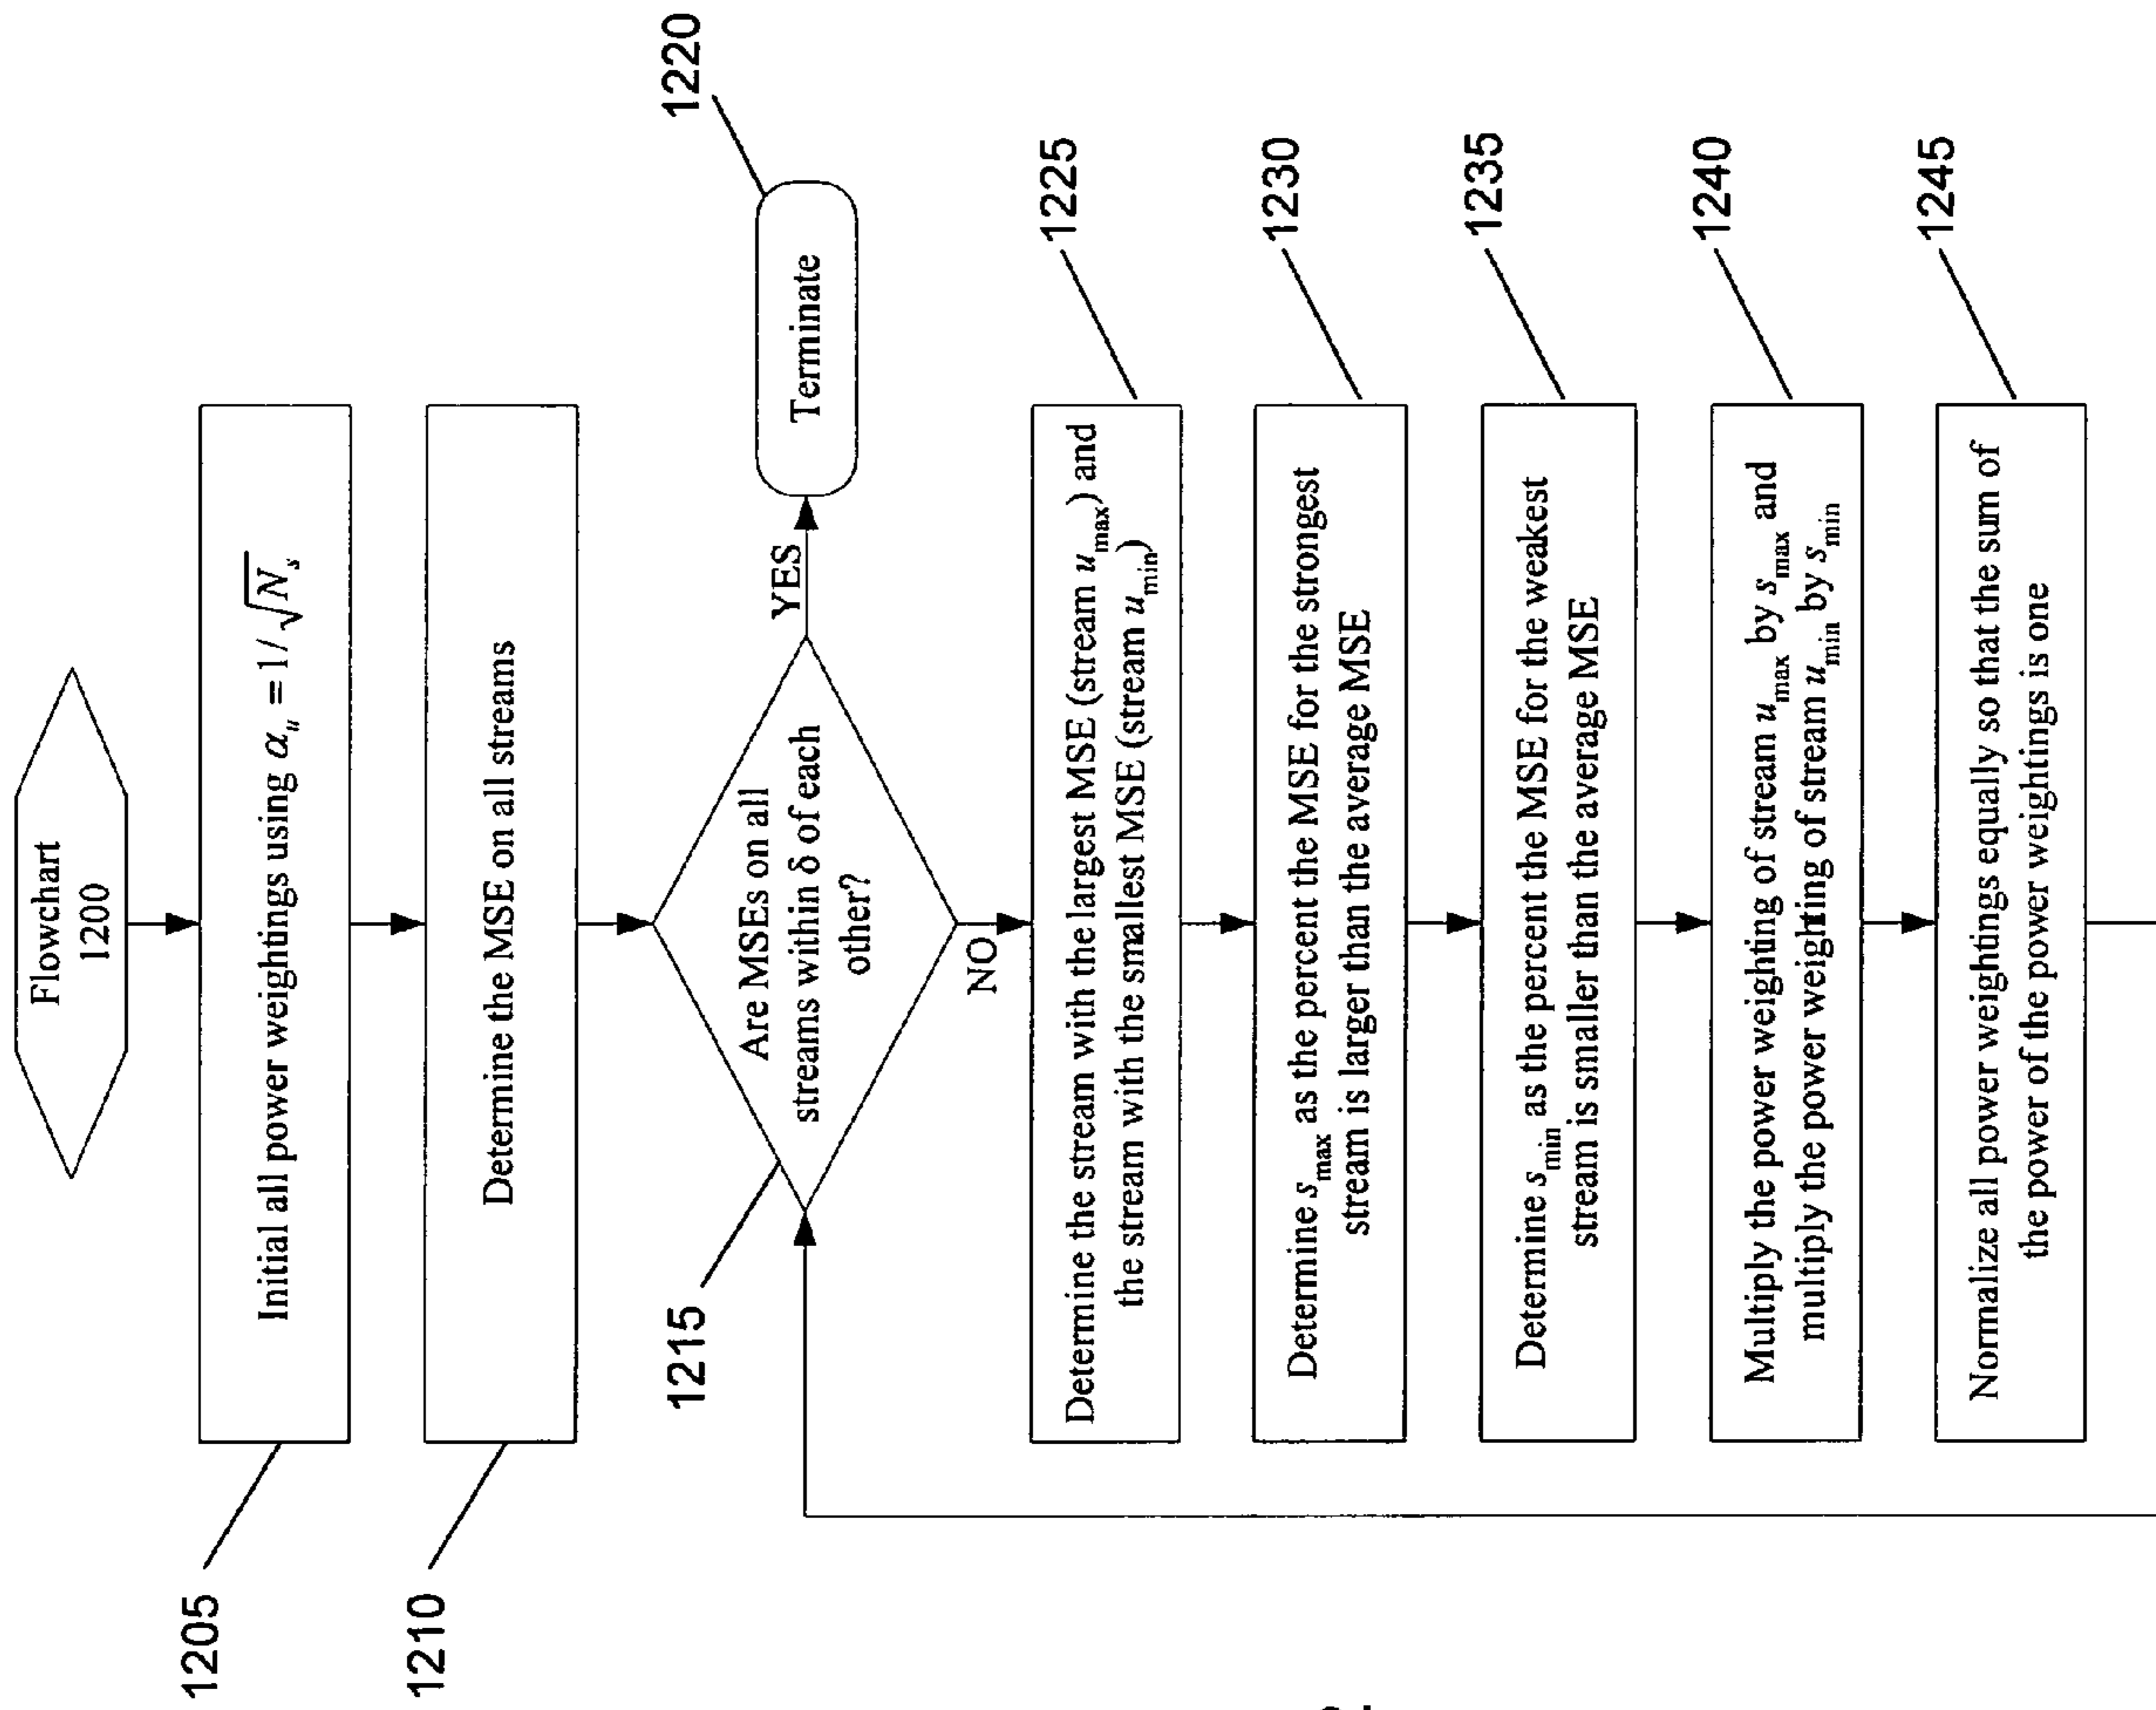 Flowchart
1200
1205
Initial all power weightings using αᵤ = 1/√Nₛ
1210
Determine the MSE on all streams
1215
Are MSEs on all
streams within δ of each
other?
YES
1220
Terminate
NO
1225
Determine the stream with the largest MSE (stream u_max) and
the stream with the smallest MSE (stream u_min)
1230
Determine s_max as the percent the MSE for the strongest
stream is larger than the average MSE
1235
Determine s_min as the percent the MSE for the weakest
stream is smaller than the average MSE
1240
Multiply the power weighting of stream u_max by s_max and
multiply the power weighting of stream u_min by s_min
1245
Normalize all power weightings equally so that the sum of
the power of the power weightings is one